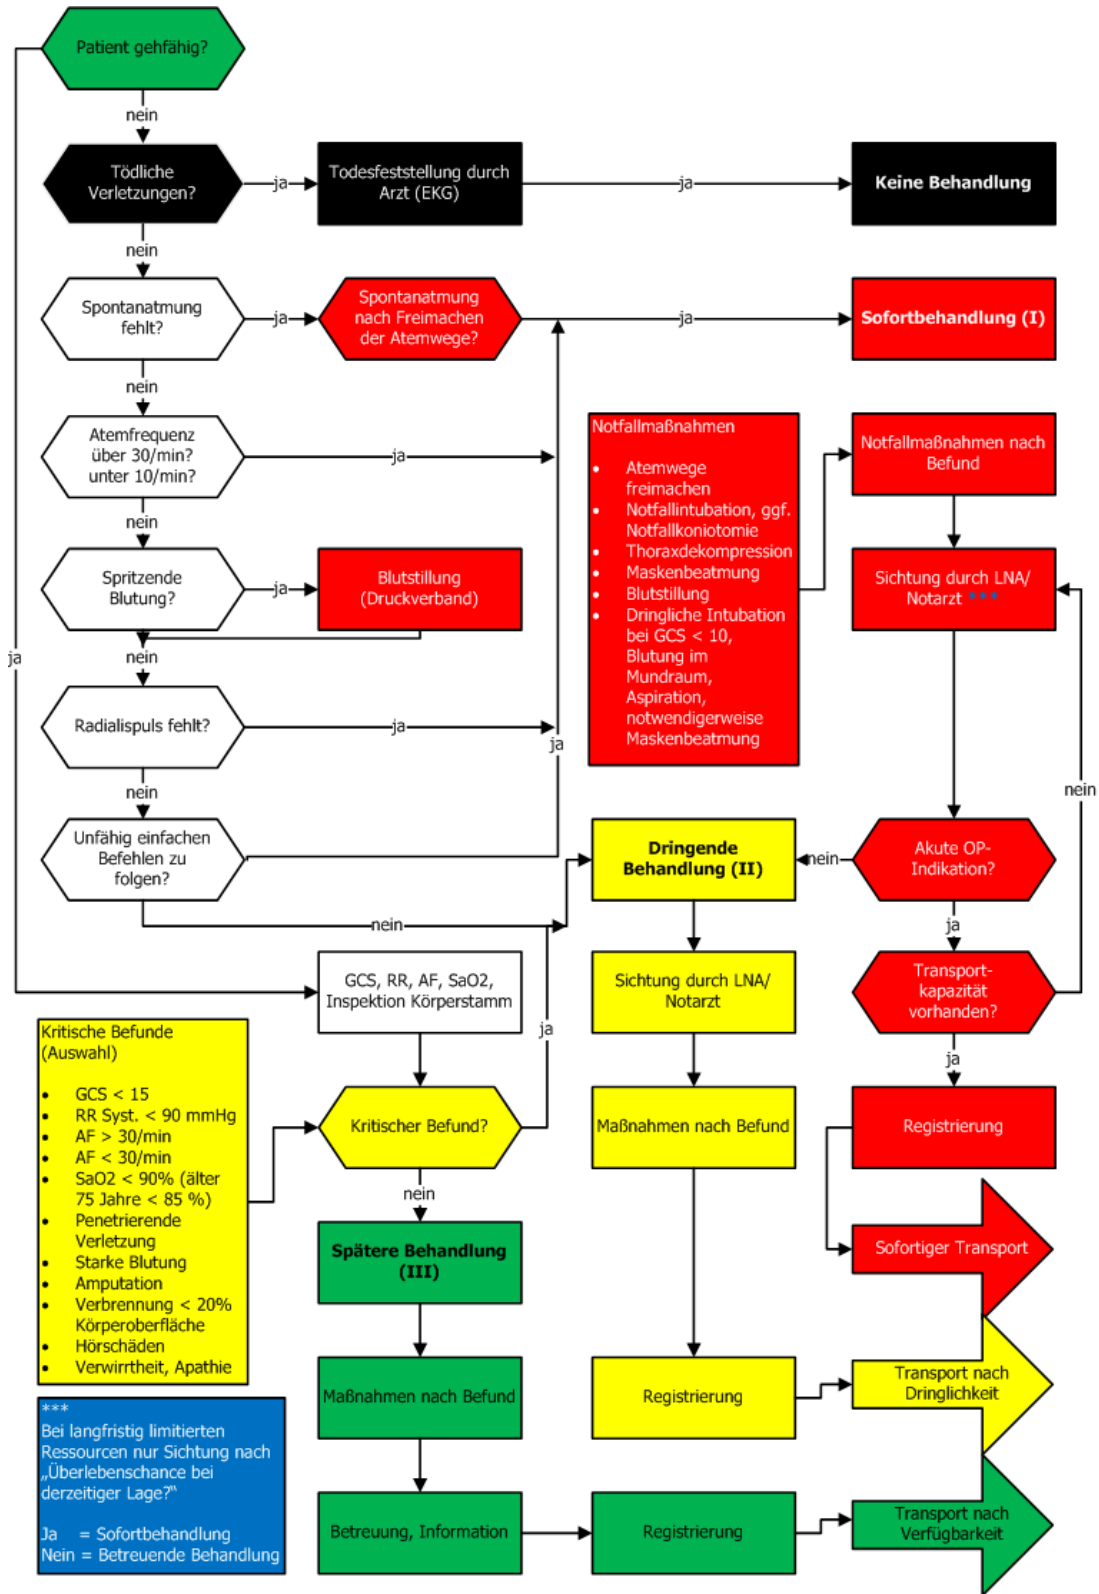 Patient gehfähig?
nein
Tödliche
Verletzungen?
ja
Todesfeststellung durch
Arzt (EKG)
ja
Keine Behandlung
nein
Spontanatmung
fehlt?
ja
Spontanatmung
nach Freimachen
der Atemwege?
ja
Sofortbehandlung (I)
nein
Atemfrequenz
über 30/min?
unter 10/min?
ja
Notfallmaßnahmen
• Atemwege
freimachen
• Notfallintubation, ggf.
Notfallkoniotomie
• Thoraxdekompression
• Maskenbeatmung
• Blutstillung
• Dringliche Intubation
bei GCS < 10,
Blutung im
Mundraum,
Aspiration,
notwendigerweise
Maskenbeatmung
Notfallmaßnahmen nach
Befund
nein
Spritzende
Blutung?
ja
Blutstillung
(Druckverband)
Sichtung durch LNA/
Notarzt ***
ja
nein
Radialispuls fehlt?
ja
ja
nein
nein
Unfähig einfachen
Befehlen zu
folgen?
Dringende
Behandlung (II)
nein
Akute OP-
Indikation?
nein
ja
GCS, RR, AF, SaO2,
Inspektion Körperstamm
Sichtung durch LNA/
Notarzt
Transport-
kapazität
vorhanden?
ja
ja
Kritische Befunde
(Auswahl)
• GCS < 15
• RR Syst. < 90 mmHg
• AF > 30/min
• AF < 30/min
• SaO2 < 90% (älter
75 Jahre < 85 %)
• Penetrierende
Verletzung
• Starke Blutung
• Amputation
• Verbrennung < 20%
Körperoberfläche
• Hörschäden
• Verwirrtheit, Apathie
Kritischer Befund?
Maßnahmen nach Befund
Registrierung
nein
Spätere Behandlung
(III)
Sofortiger Transport
Maßnahmen nach Befund
Registrierung
Transport nach
Dringlichkeit
***
Bei langfristig limitierten
Ressourcen nur Sichtung nach
„Überlebenschance bei
derzeitiger Lage?“
Ja = Sofortbehandlung
Nein = Betreuende Behandlung
Betreuung, Information
Registrierung
Transport nach
Verfügbarkeit